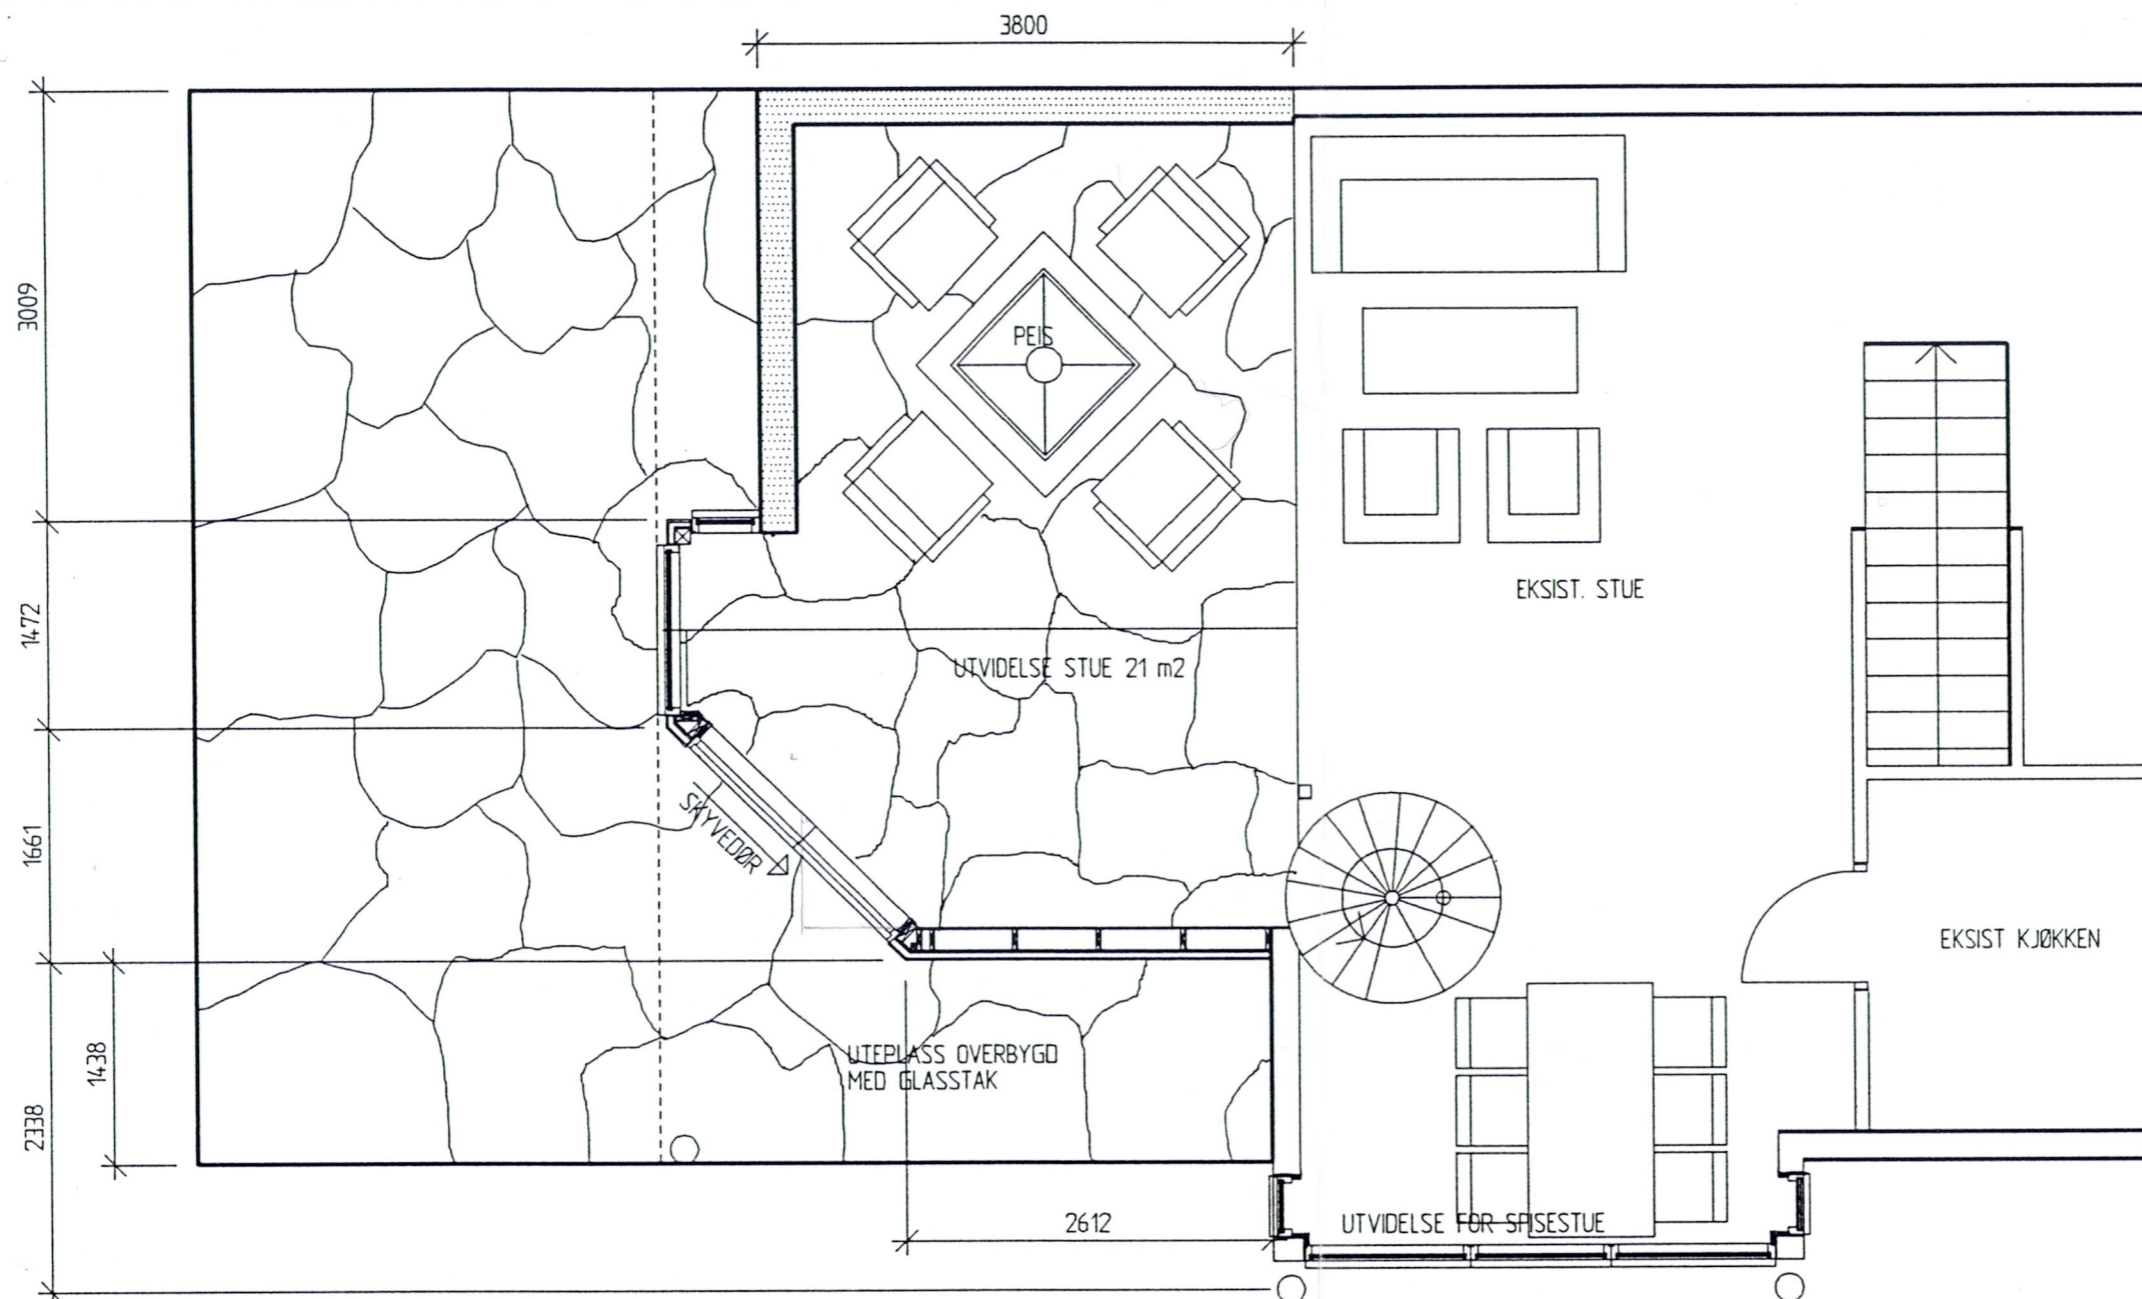 3800
3009
PEIS
EKSIST. STUE
1472
UTVIDELSE STUE 21 m2
SKYVEDØR
1661
EKSIST KJØKKEN
1438
UTEPLASS OVERBYGD
MED GLASSTAK
2338
2612
UTVIDELSE FOR SPISESTUE